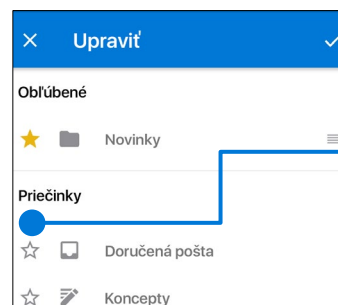 Upraviť
Obľúbené
Novinky
Priečinky
Doručená pošta
Koncepty